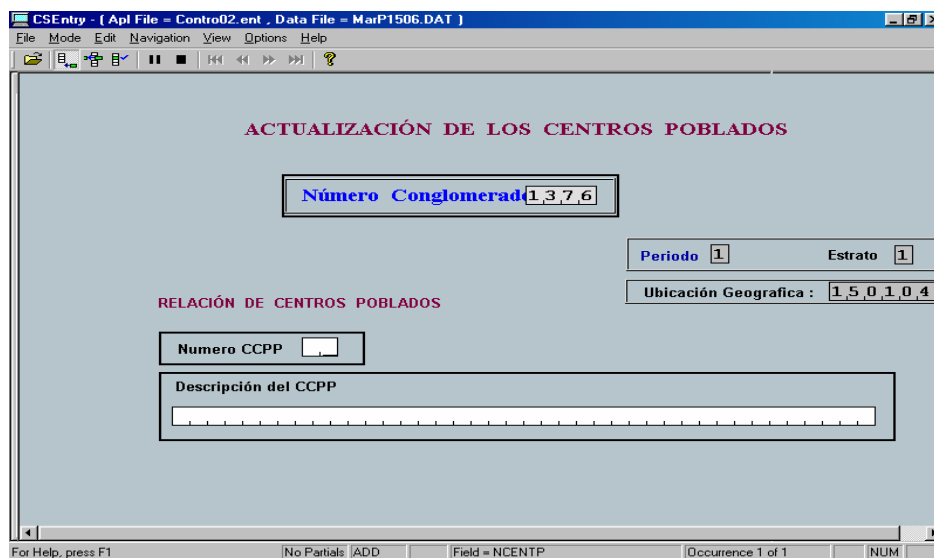 CSEntry - ( Apl File = Contro02.ent , Data File = MarP1506.DAT )
File Mode Edit Navigation View Options Help
ACTUALIZACIÓN DE LOS CENTROS POBLADOS
Número Conglomerado 1376
Periodo 1 Estrato 1
Ubicación Geografica : 150104
RELACIÓN DE CENTROS POBLADOS
Numero CCPP
Descripción del CCPP
For Help, press F1 No Partials ADD Field = NCENTP Occurrence 1 of 1 NUM